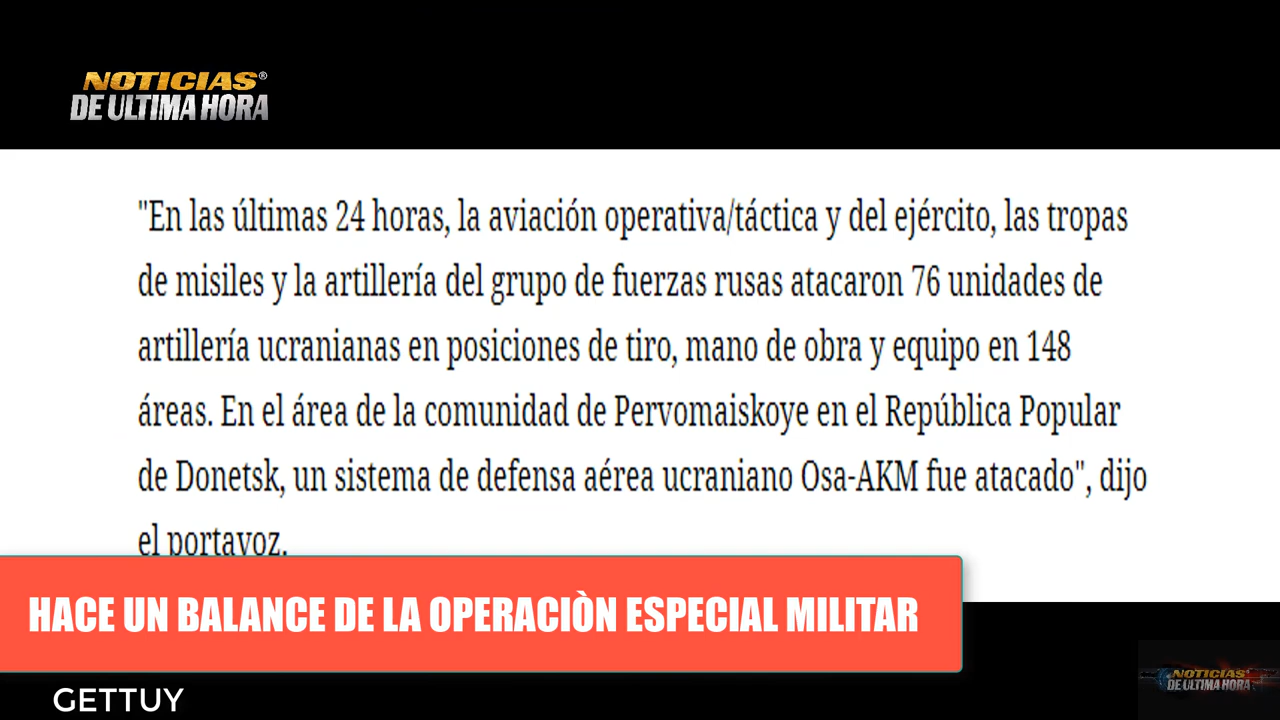 NOTICIAS®
DE ULTIMA HORA
"En las últimas 24 horas, la aviación operativa/táctica y del ejército, las tropas
de misiles y la artillería del grupo de fuerzas rusas atacaron 76 unidades de
artillería ucranianas en posiciones de tiro, mano de obra y equipo en 148
áreas. En el área de la comunidad de Pervomaiskoye en el República Popular
de Donetsk, un sistema de defensa aérea ucraniano Osa-AKM fue atacado", dijo
el portavoz.
HACE UN BALANCE DE LA OPERACIÒN ESPECIAL MILITAR
GETTUY
NOTICIAS
DE ULTIMA HORA